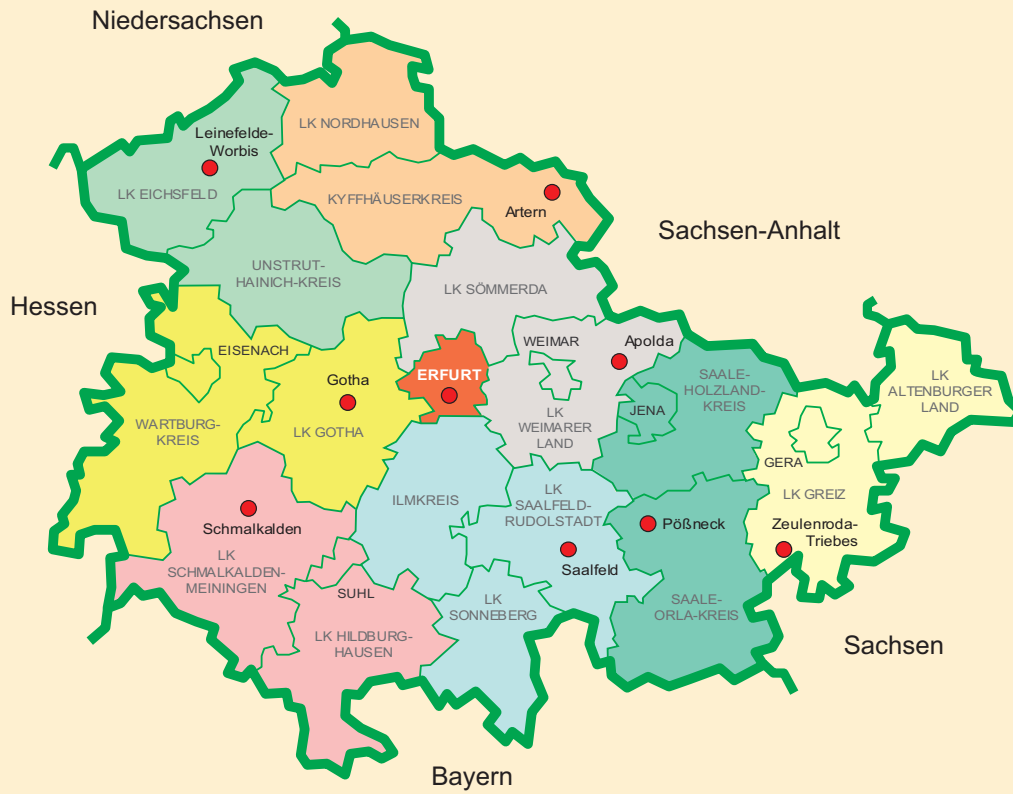 Niedersachsen
LK NORDHAUSEN
Leinefelde-
Worbis
LK EICHSFELD
KYFFHÄUSERKREIS
Artern
Sachsen-Anhalt
UNSTRUT-
HAINICH-KREIS
LK SÖMMERDA
Hessen
EISENACH
WEIMAR
Apolda
Gotha
ERFURT
SAALE-
HOLZLAND-
KREIS
LK
ALTENBURGER
LAND
WARTBURG-
KREIS
LK GOTHA
LK
WEIMARER
LAND
JENA
GERA
LK GREIZ
ILMKREIS
LK
SAALFELD-
RUDOLSTADT
Schmalkalden
Pößneck
Zeulenroda-
Triebes
LK
SCHMALKALDEN-
MEININGEN
Saalfeld
SUHL
LK
SONNEBERG
SAALE-
ORLA-KREIS
LK HILDBURG-
HAUSEN
Sachsen
Bayern